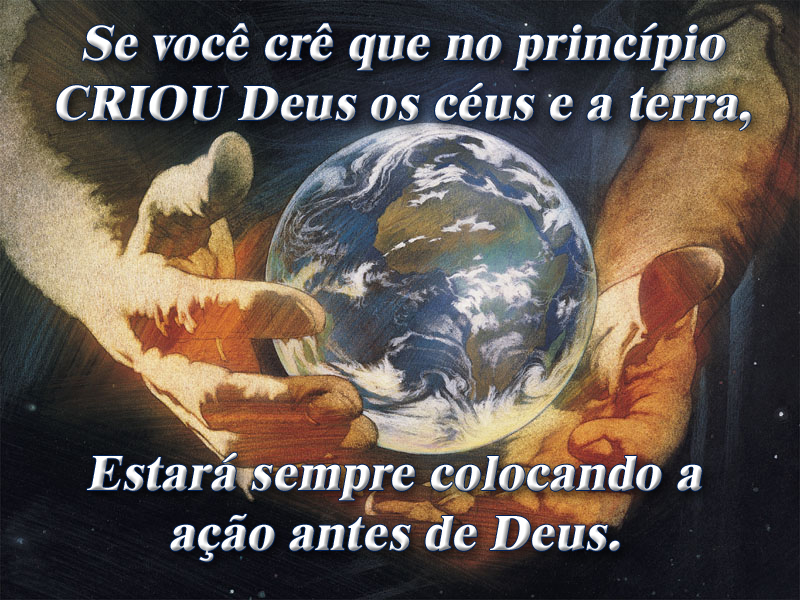 Se você crê que no princípio
CRIOU Deus os céus e a terra,
Estará sempre colocando a
ação antes de Deus.